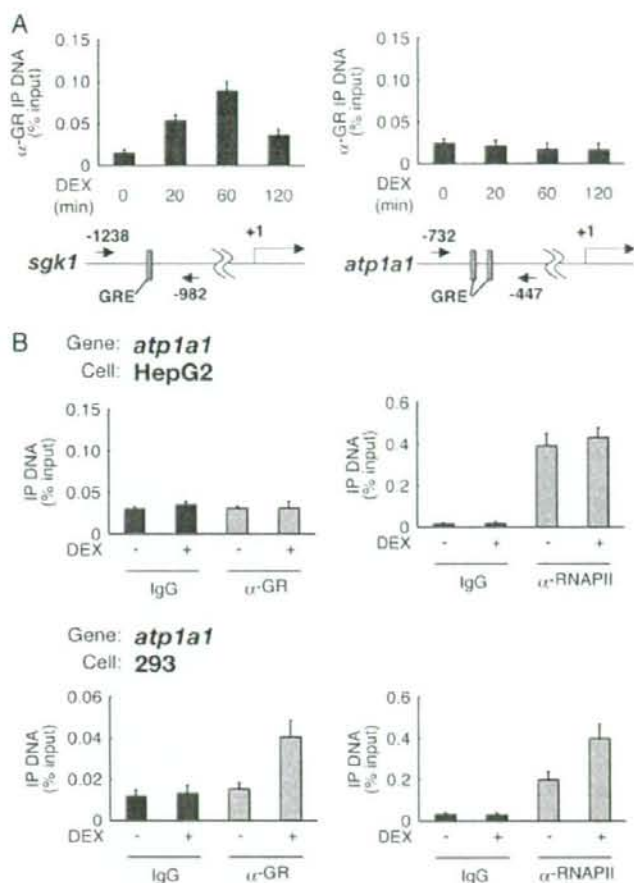 A
α-GR IP DNA (% input)
0.15
0.10
0.05
0
DEX (min)
0 20 60 120
α-GR IP DNA (% input)
0.15
0.10
0.05
0
DEX (min)
0 20 60 120
-1238
+1
sgk1
GRE
-982
-732
+1
atp1a1
GRE
-447
B
Gene: atp1a1
Cell: HepG2
IP DNA (% input)
0.15
0.10
0.05
0
DEX - + - +
IgG α-GR
IP DNA (% input)
0.6
0.4
0.2
0
DEX - + - +
IgG α-RNAPII
Gene: atp1a1
Cell: 293
IP DNA (% input)
0.06
0.04
0.02
0
DEX - + - +
IgG α-GR
IP DNA (% input)
0.6
0.4
0.2
0
DEX - + - +
IgG α-RNAPII